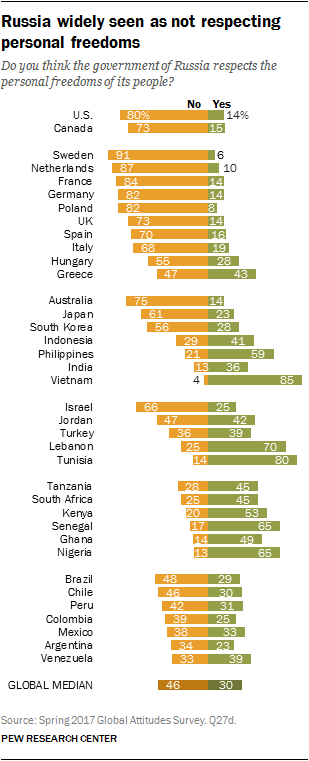 Russia widely seen as not respecting
personal freedoms
Do you think the government of Russia respects the
personal freedoms of its people?
No Yes
U.S. 80% 14%
Canada 73 15
Sweden 91 6
Netherlands 87 10
France 84 14
Germany 82 14
Poland 82 8
UK 73 14
Spain 70 16
Italy 68 19
Hungary 55 28
Greece 47 43
Australia 75 14
Japan 61 23
South Korea 56 28
Indonesia 29 41
Philippines 21 59
India 13 36
Vietnam 4 85
Israel 66 25
Jordan 47 42
Turkey 36 39
Lebanon 25 70
Tunisia 14 80
Tanzania 28 45
South Africa 25 45
Kenya 20 53
Senegal 17 65
Ghana 14 49
Nigeria 13 65
Brazil 48 29
Chile 46 30
Peru 42 31
Colombia 39 25
Mexico 38 33
Argentina 34 23
Venezuela 33 39
GLOBAL MEDIAN 46 30
Source: Spring 2017 Global Attitudes Survey. Q27d.
PEW RESEARCH CENTER